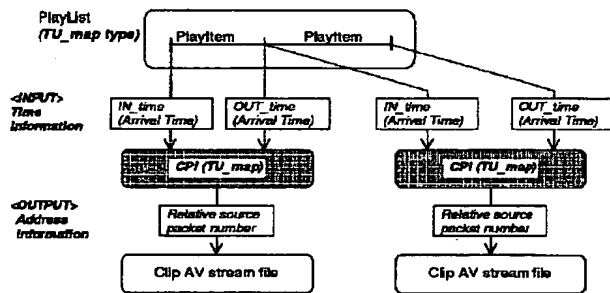 PlayList
(TU_map type)
PlayItem PlayItem
<INPUT>
Time
Information
IN_time
(Arrival Time)
OUT_time
(Arrival Time)
IN_time
(Arrival Time)
OUT_time
(Arrival Time)
CPI (TU_map)
CPI (TU_map)
<OUTPUT>
Address
Information
Relative source
packet number
Relative source
packet number
Clip AV stream file
Clip AV stream file